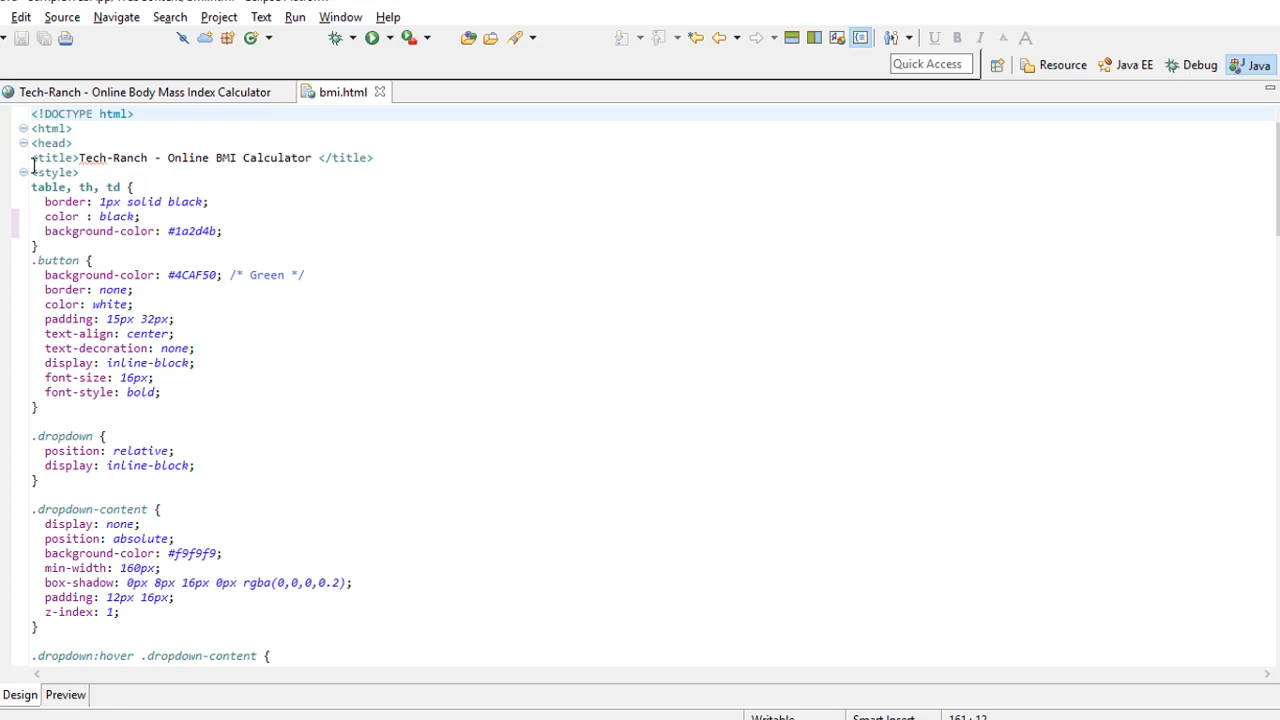 Edit Source Navigate Search Project Text Run Window Help
Quick Access Resource Java EE Debug Java
Tech-Ranch - Online Body Mass Index Calculator bmi.html
<!DOCTYPE html>
<html>
<head>
<title>Tech-Ranch - Online BMI Calculator </title>
<style>
table, th, td {
border: 1px solid black;
color : black;
background-color: #1a2d4b;
}
.button {
background-color: #4CAF50; /* Green */
border: none;
color: white;
padding: 15px 32px;
text-align: center;
text-decoration: none;
display: inline-block;
font-size: 16px;
font-style: bold;
}
.dropdown {
position: relative;
display: inline-block;
}
.dropdown-content {
display: none;
position: absolute;
background-color: #f9f9f9;
min-width: 160px;
box-shadow: 0px 8px 16px 0px rgba(0,0,0,0.2);
padding: 12px 16px;
z-index: 1;
}
.dropdown:hover .dropdown-content {
Design Preview
Writable Smart Insert 161 : 12